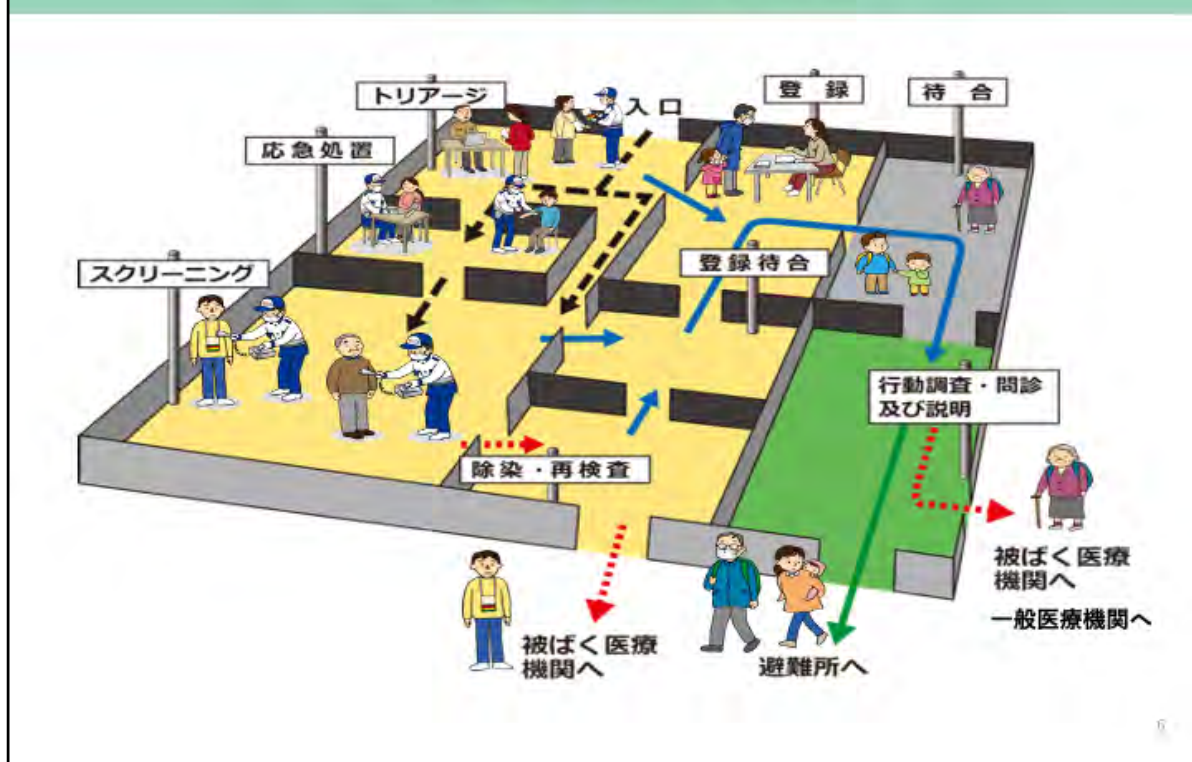 トリアージ
入口
登録
待合
応急処置
スクリーニング
登録待合
行動調査・問診
及び説明
除染・再検査
被ばく医療
機関へ
一般医療機関へ
被ばく医療
機関へ
避難所へ
6